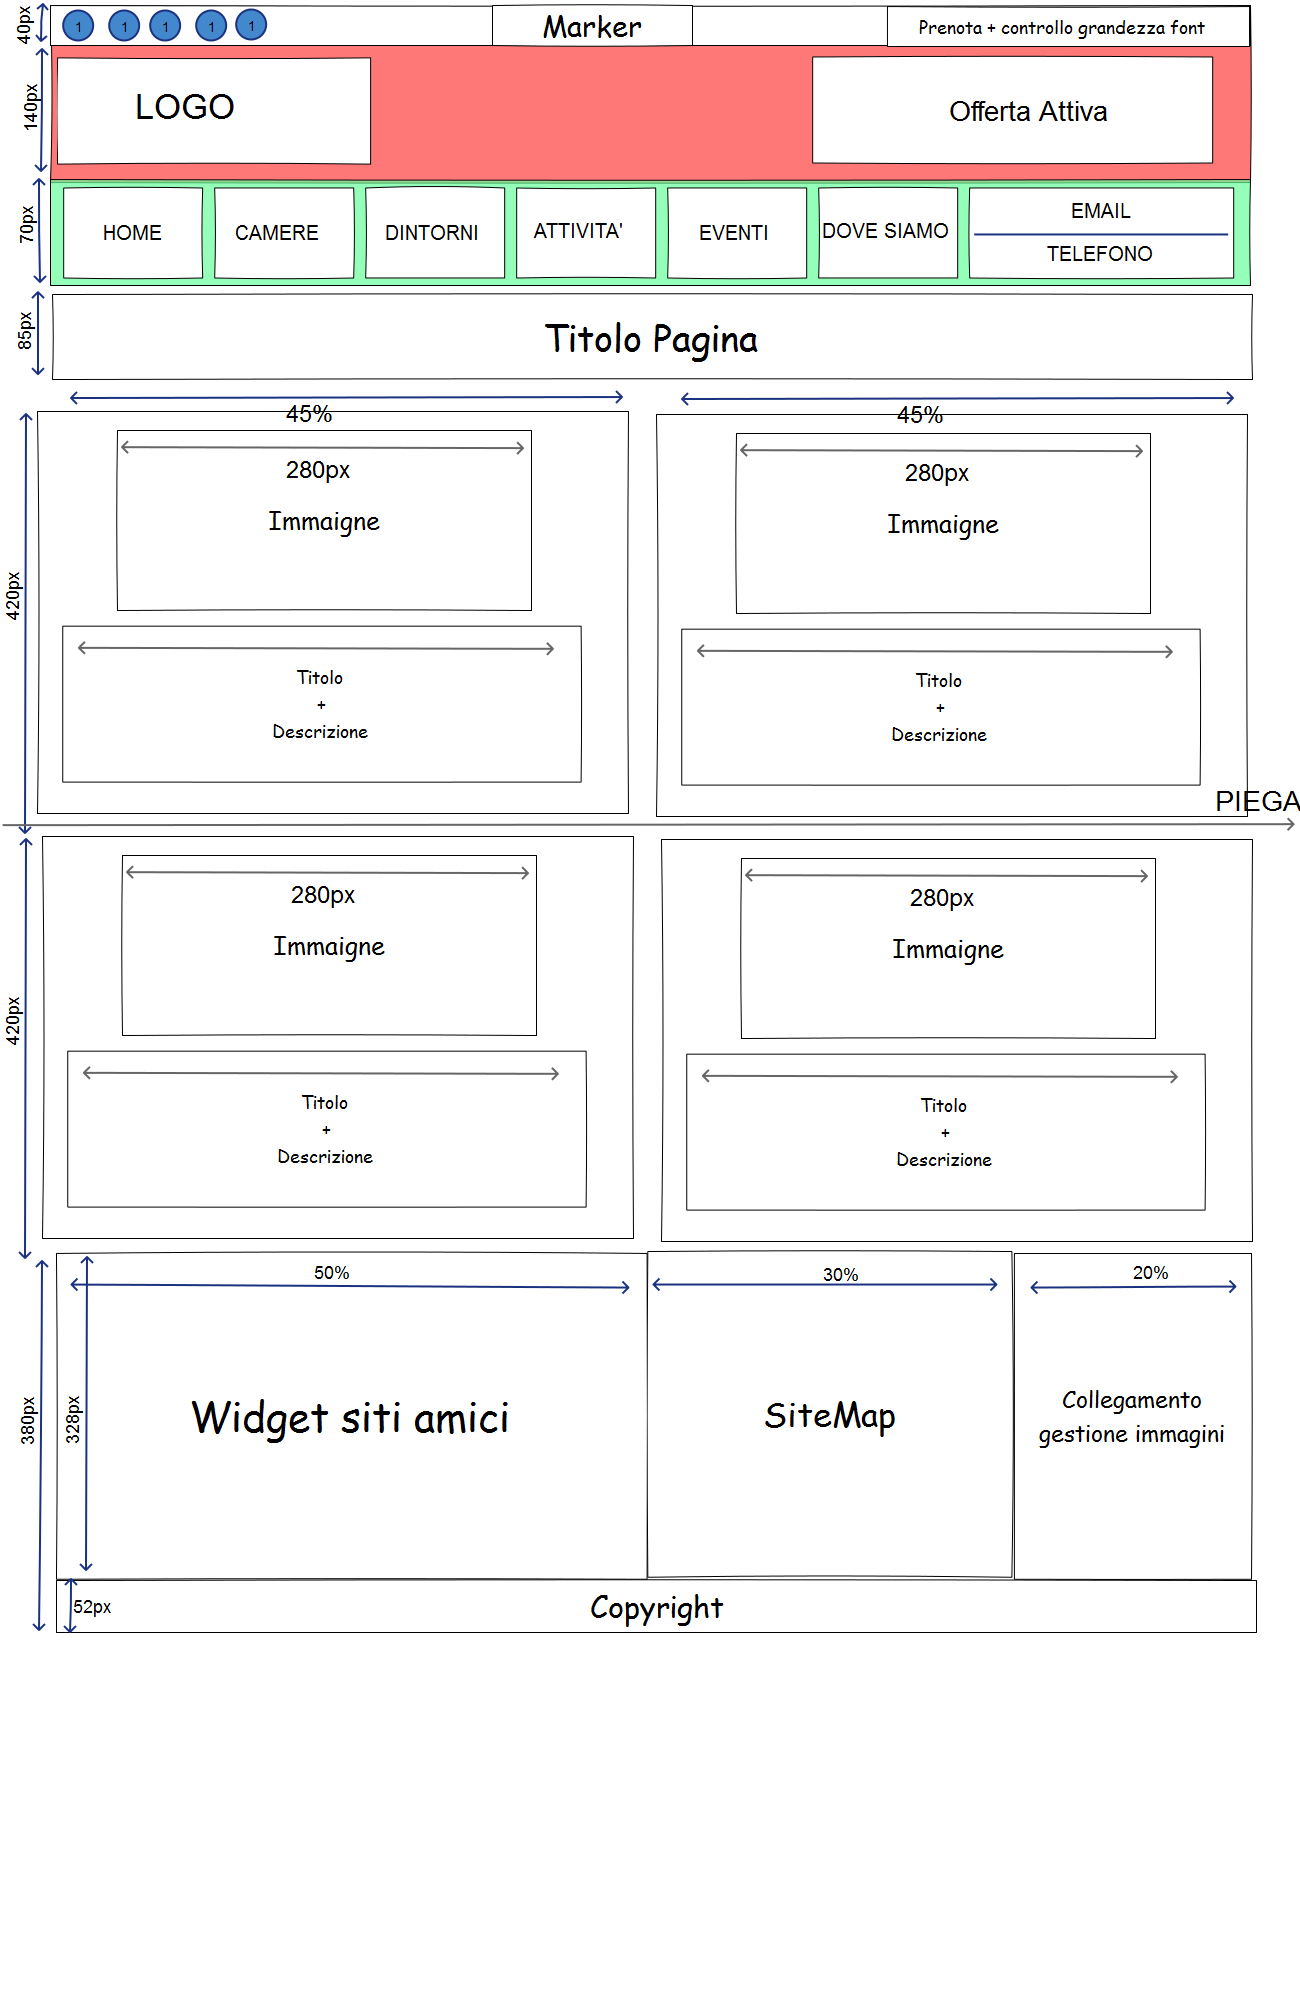 40px
1 1 1 1 1
Marker
Prenota + controllo grandezza font
140px
LOGO
Offerta Attiva
70px
HOME
CAMERE
DINTORNI
ATTIVITA'
EVENTI
DOVE SIAMO
EMAIL
TELEFONO
85px
Titolo Pagina
45%
45%
420px
280px
Immaigne
280px
Immaigne
Titolo
+
Descrizione
Titolo
+
Descrizione
PIEGA
420px
280px
Immaigne
280px
Immaigne
Titolo
+
Descrizione
Titolo
+
Descrizione
380px
328px
50%
Widget siti amici
30%
SiteMap
20%
Collegamento
gestione immagini
52px
Copyright